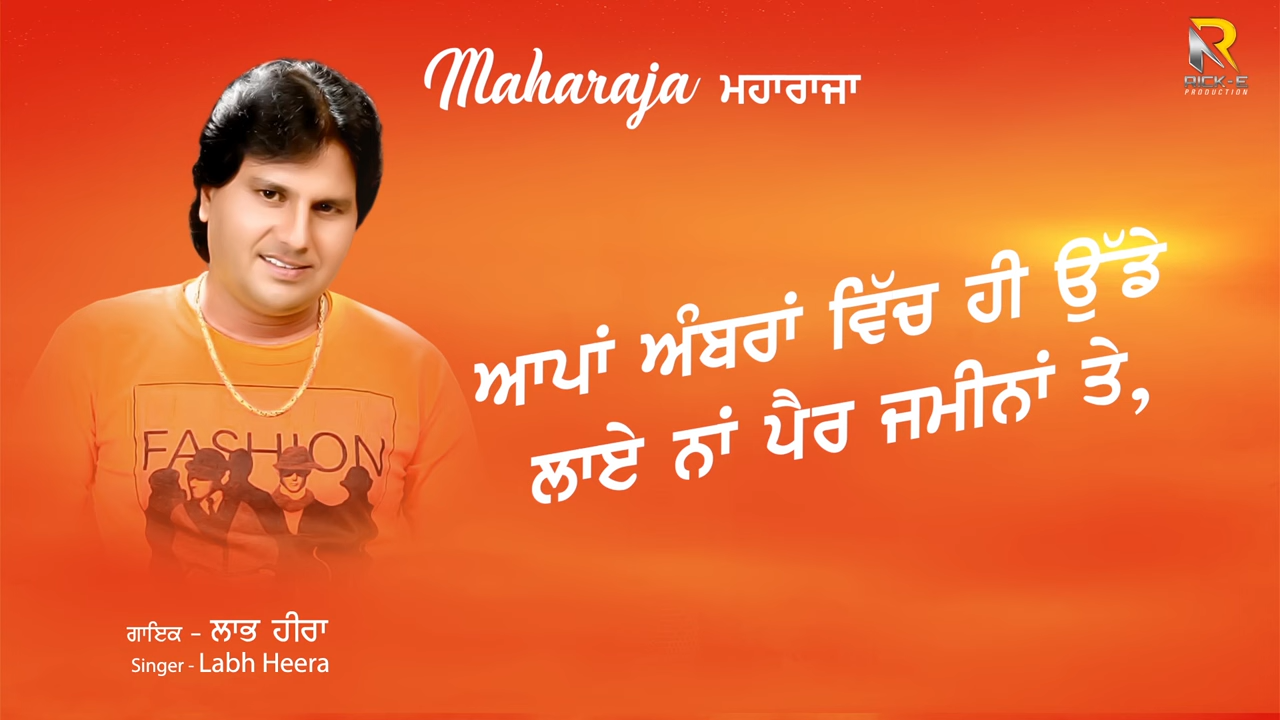 Maharaja ਮਹਾਰਾਜਾ
R
RICK-E
PRODUCTION
ਆਪਾਂ ਅੰਬਰਾਂ ਵਿੱਚ ਹੀ ਉੱਡੇ
ਲਾਏ ਨਾਂ ਪੈਰ ਜਮੀਨਾਂ ਤੇ,
FASHION
ਗਾਇਕ - ਲਾਭ ਹੀਰਾ
Singer - Labh Heera